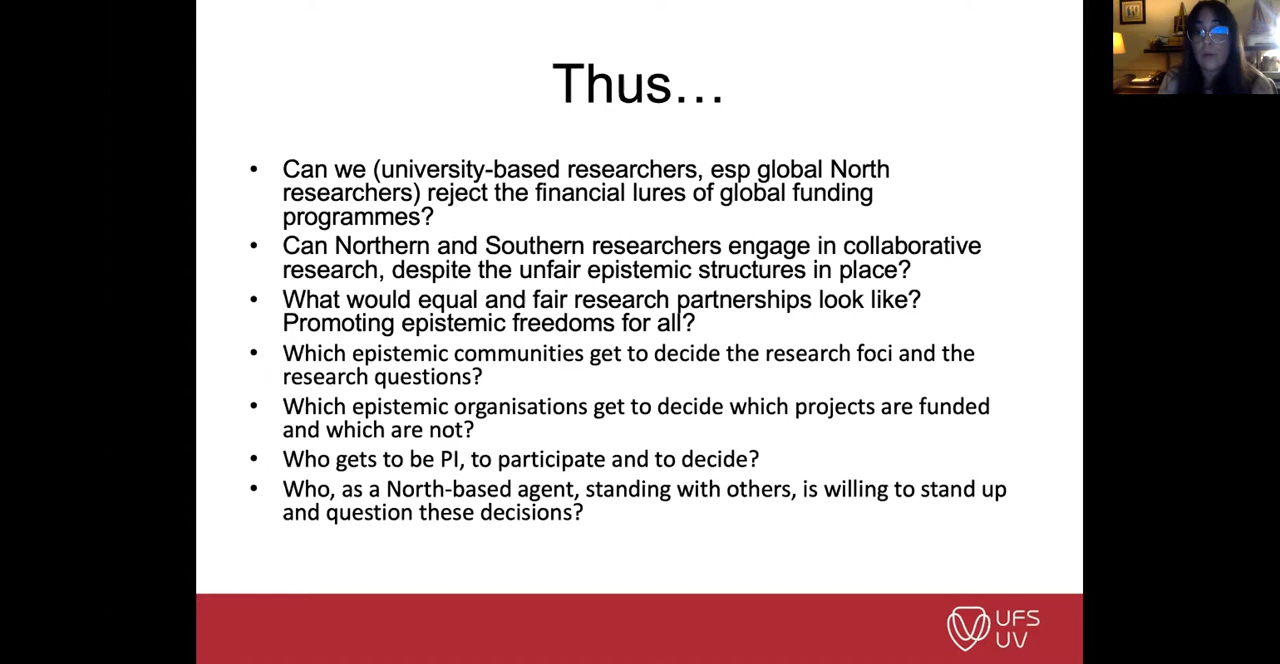 Thus…
• Can we (university-based researchers, esp global North
researchers) reject the financial lures of global funding
programmes?
• Can Northern and Southern researchers engage in collaborative
research, despite the unfair epistemic structures in place?
• What would equal and fair research partnerships look like?
Promoting epistemic freedoms for all?
• Which epistemic communities get to decide the research foci and the
research questions?
• Which epistemic organisations get to decide which projects are funded
and which are not?
• Who gets to be PI, to participate and to decide?
• Who, as a North-based agent, standing with others, is willing to stand up
and question these decisions?
UFS
UV